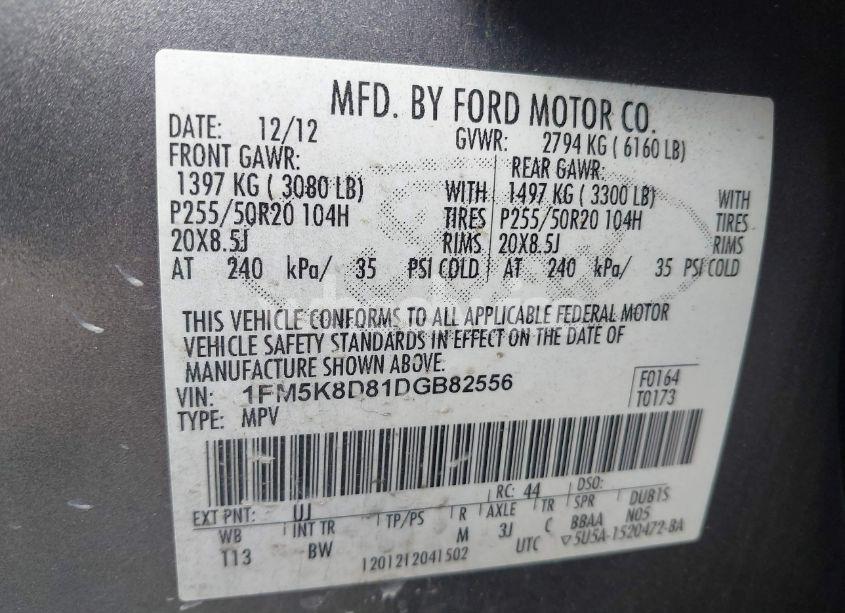 MFD. BY FORD MOTOR CO.
DATE: 12/12 GVWR: 2794 KG ( 6160 LB)
FRONT GAWR: REAR GAWR:
1397 KG ( 3080 LB) WITH 1497 KG ( 3300 LB) WITH
P255/50R20 104H TIRES P255/50R20 104H TIRES
20X8.5J RIMS 20X8.5J RIMS
AT 240 kPa/ 35 PSI COLD AT 240 kPa/ 35 PSI COLD
THIS VEHICLE CONFORMS TO ALL APPLICABLE FEDERAL MOTOR
VEHICLE SAFETY STANDARDS IN EFFECT ON THE DATE OF
MANUFACTURE SHOWN ABOVE.
VIN: 1FM5K8D81DGB82556 F0164
TYPE: MPV T0173
EXT PNT: UJ RC: 44 DSO:
WB INT TR TP/PS R AXLE TR SPR DUBIS
113 BW M 3J C BBAA N05
1201212041502 UTC ▽5U5A-1520472-BA